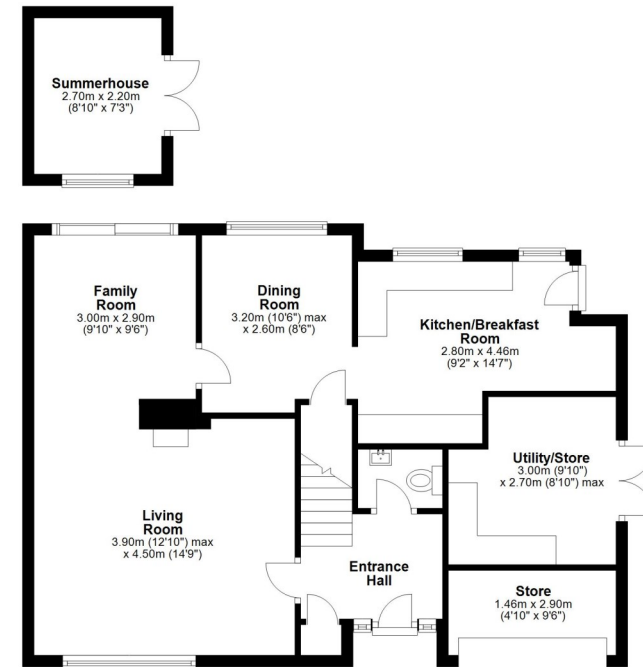 Summerhouse
2.70m x 2.20m
(8'10" x 7'3")
Family
Room
3.00m x 2.90m
(9'10" x 9'6")
Dining
Room
3.20m (10'6") max
x 2.60m (8'6")
Kitchen/Breakfast
Room
2.80m x 4.46m
(9'2" x 14'7")
Utility/Store
3.00m (9'10")
x 2.70m (8'10") max
Living
Room
3.90m (12'10") max
x 4.50m (14'9")
Entrance
Hall
Store
1.46m x 2.90m
(4'10" x 9'6")